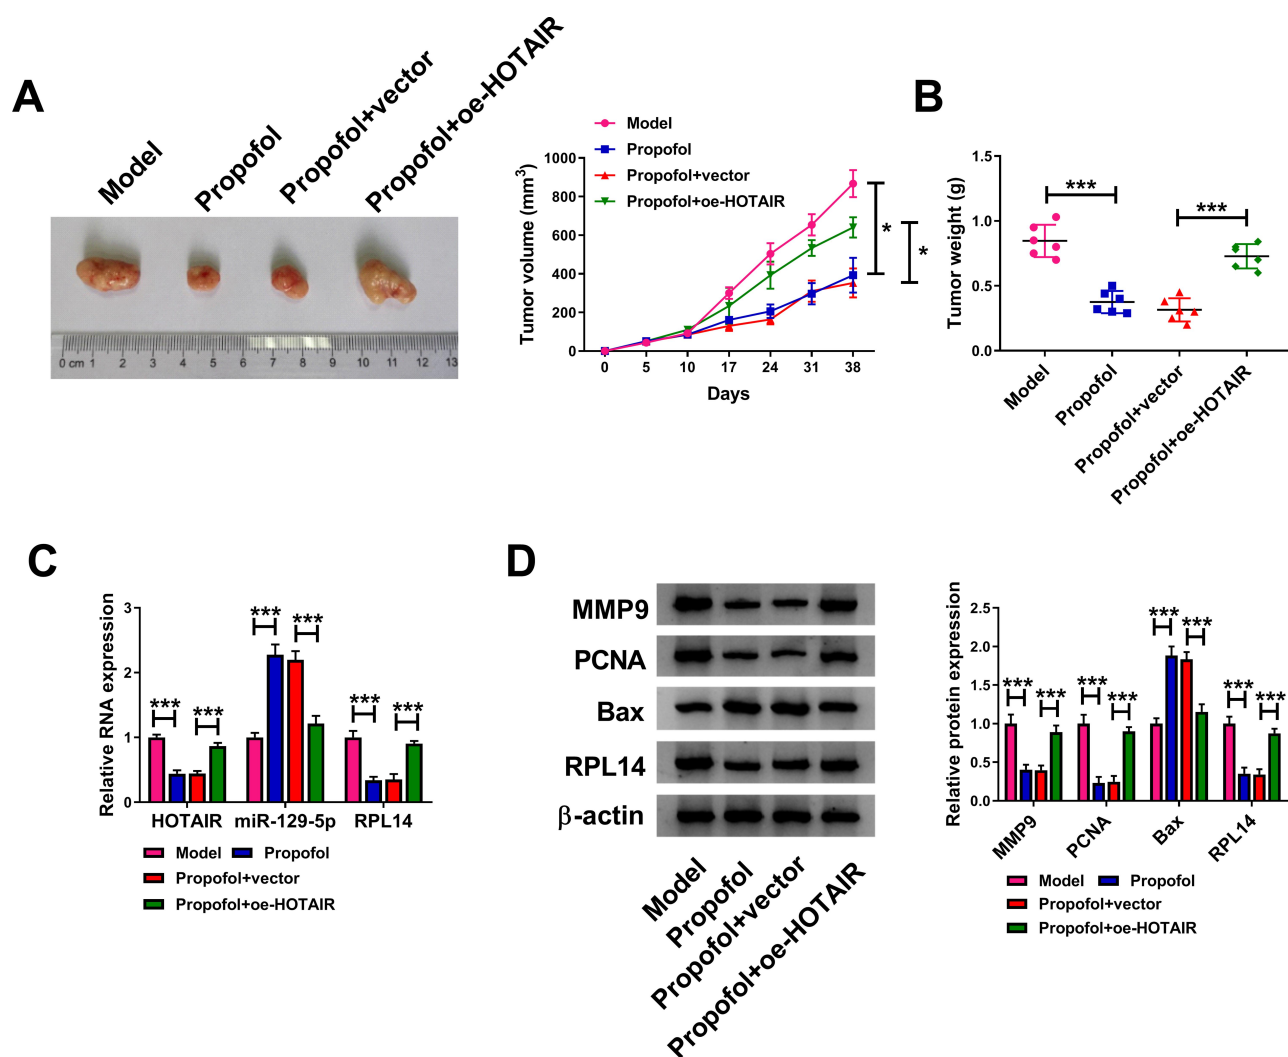 A
Model
Propofol
Propofol+vector
Propofol+oe-HOTAIR
0 cm 1 2 3 4 5 6 7 8 9 10 11 12 13
Model
Propofol
Propofol+vector
Propofol+oe-HOTAIR
Tumor volume (mm3)
1000
800
600
400
200
0
0 5 10 17 24 31 38
Days
*
*
B
Tumor weight (g)
1.5
1.0
0.5
0.0
***
***
Model
Propofol
Propofol+vector
Propofol+oe-HOTAIR
C
Relative RNA expression
3
2
1
0
*** *** *** *** *** ***
HOTAIR miR-129-5p RPL14
Model Propofol
Propofol+vector
Propofol+oe-HOTAIR
D
MMP9
PCNA
Bax
RPL14
β-actin
Model
Propofol
Propofol+vector
Propofol+oe-HOTAIR
Relative protein expression
2.5
2.0
1.5
1.0
0.5
0.0
*** *** *** *** *** *** *** ***
MMP9
PCNA
Bax
RPL14
Model Propofol
Propofol+vector
Propofol+oe-HOTAIR